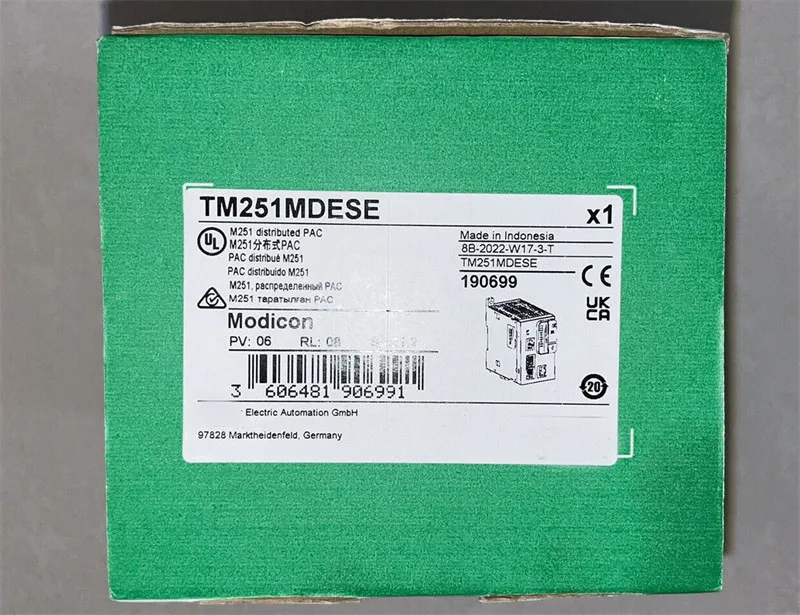 TM251MDESE
x1
UL
M251 distributed PAC
M251分布式PAC
PAC distribué M251
PAC distribuido M251
M251, распределенный PAC
M251 таратылған PAC
Made in Indonesia
8B-2022-W17-3-T
TM251MDESE
190699
CE
UK
CA
Modicon
PV: 06 RL: 08
3 606481 906991
20
Electric Automation GmbH
97828 Marktheidenfeld, Germany